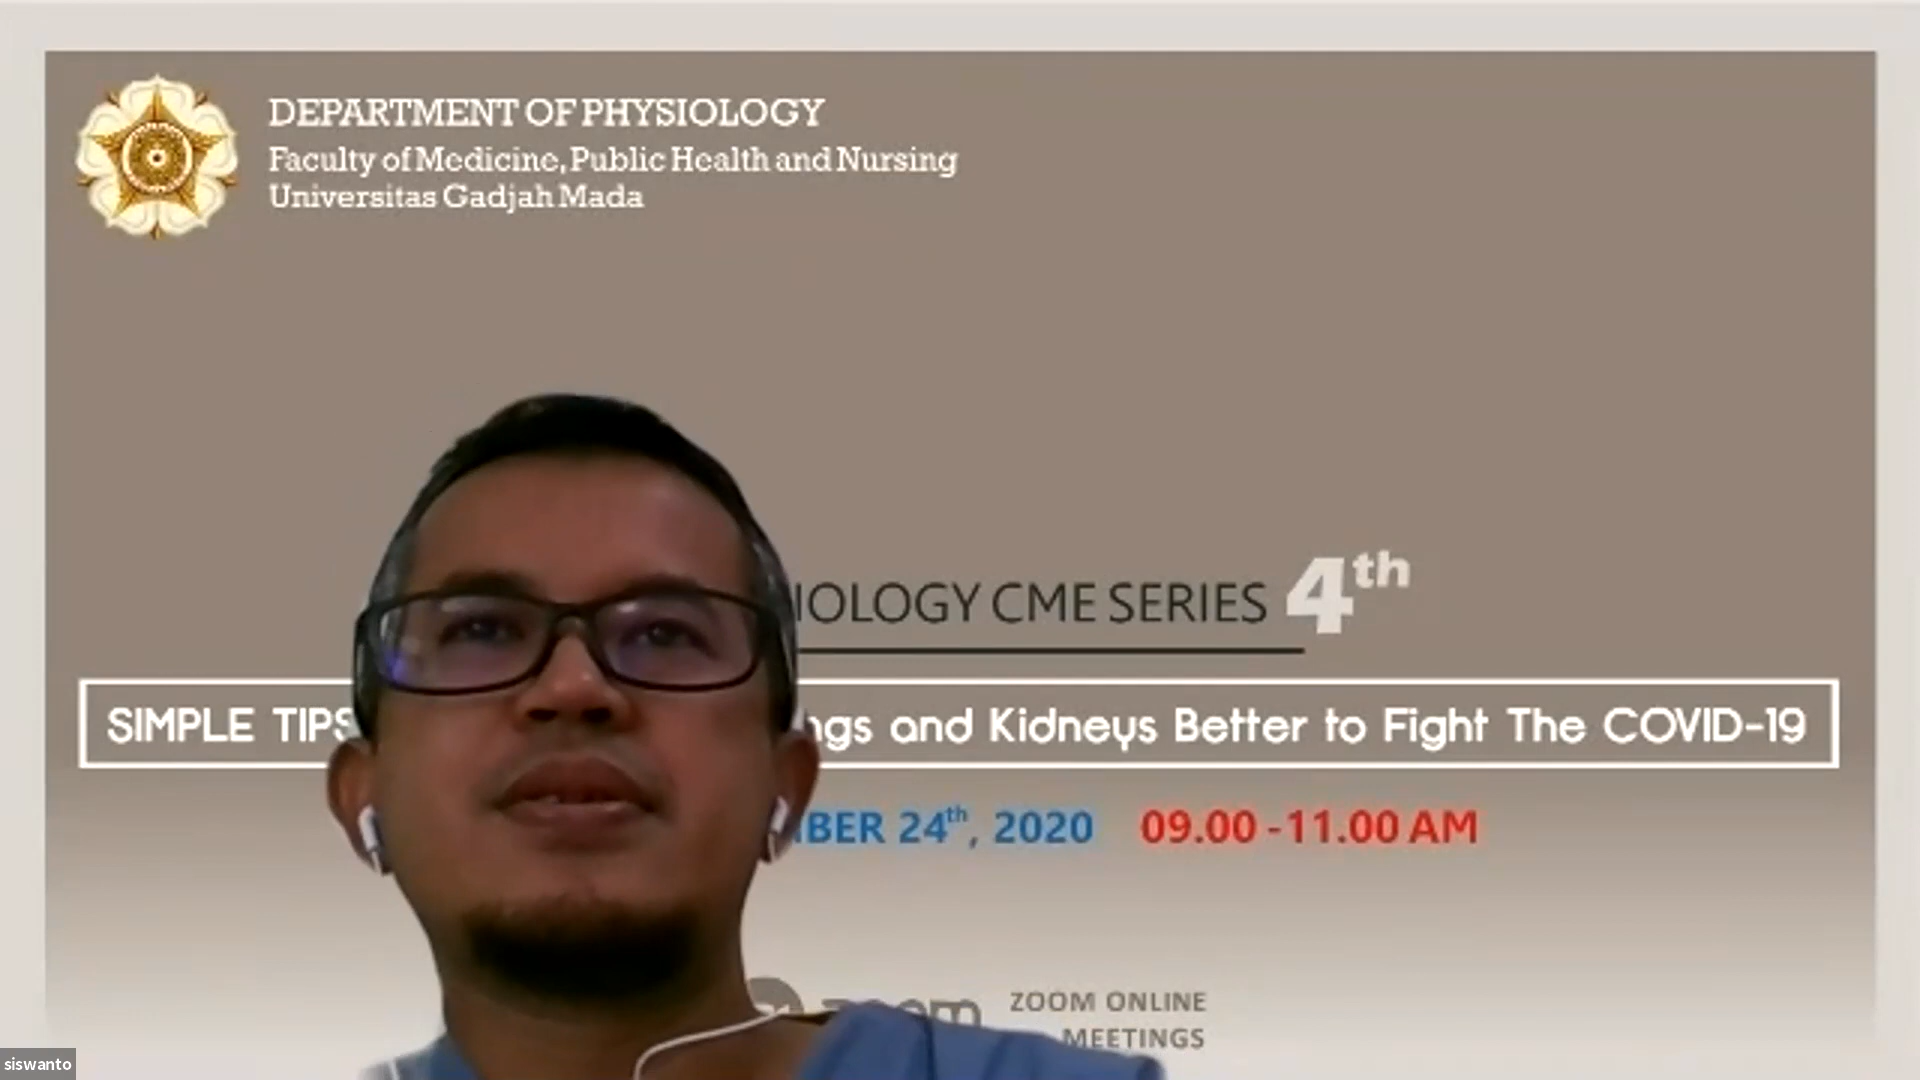 DEPARTMENT OF PHYSIOLOGY
Faculty of Medicine, Public Health and Nursing
Universitas Gadjah Mada
IOLOGY CME SERIES 4th
SIMPLE TIPS ngs and Kidneys Better to Fight The COVID-19
BER 24th, 2020 09.00 - 11.00 AM
zoom ZOOM ONLINE
MEETINGS
siswanto